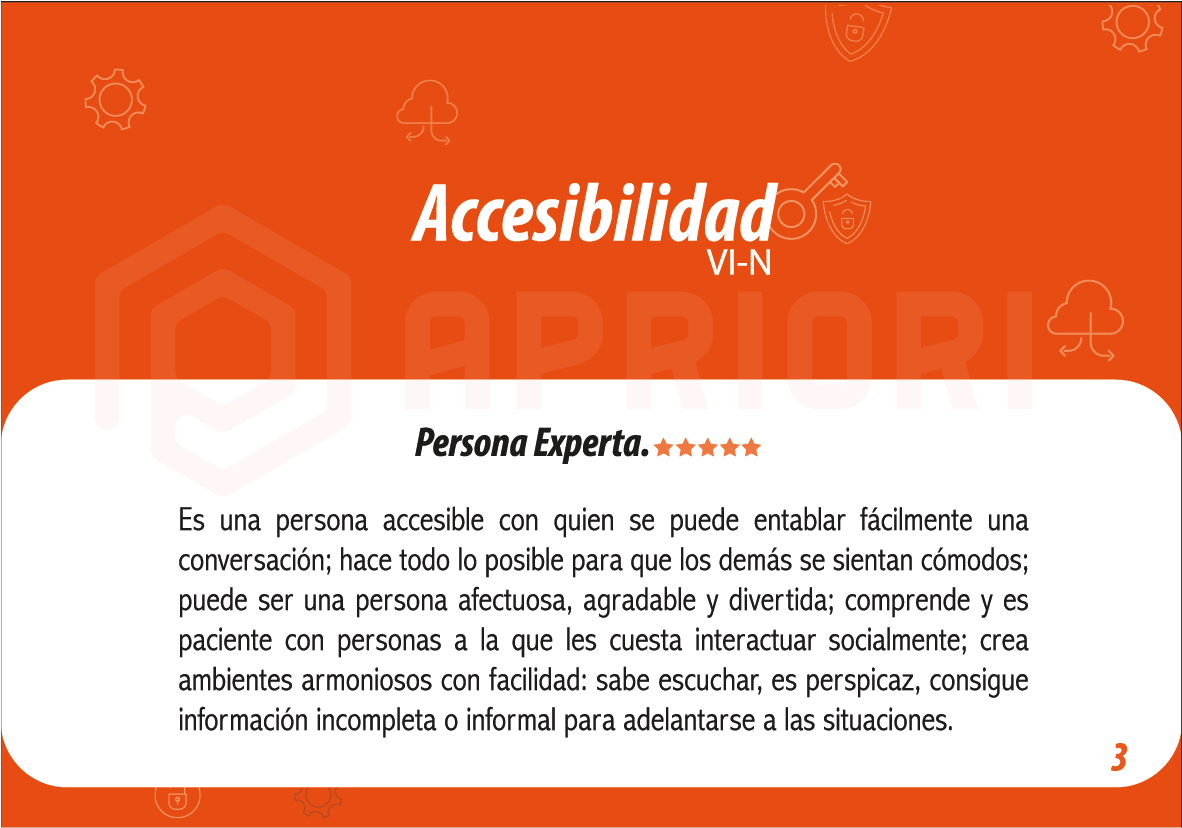 Accesibilidad
VI-N
APRIORI
Persona Experta.
Es una persona accesible con quien se puede entablar fácilmente una
conversación; hace todo lo posible para que los demás se sientan cómodos;
puede ser una persona afectuosa, agradable y divertida; comprende y es
paciente con personas a la que les cuesta interactuar socialmente; crea
ambientes armoniosos con facilidad: sabe escuchar, es perspicaz, consigue
información incompleta o informal para adelantarse a las situaciones.
3